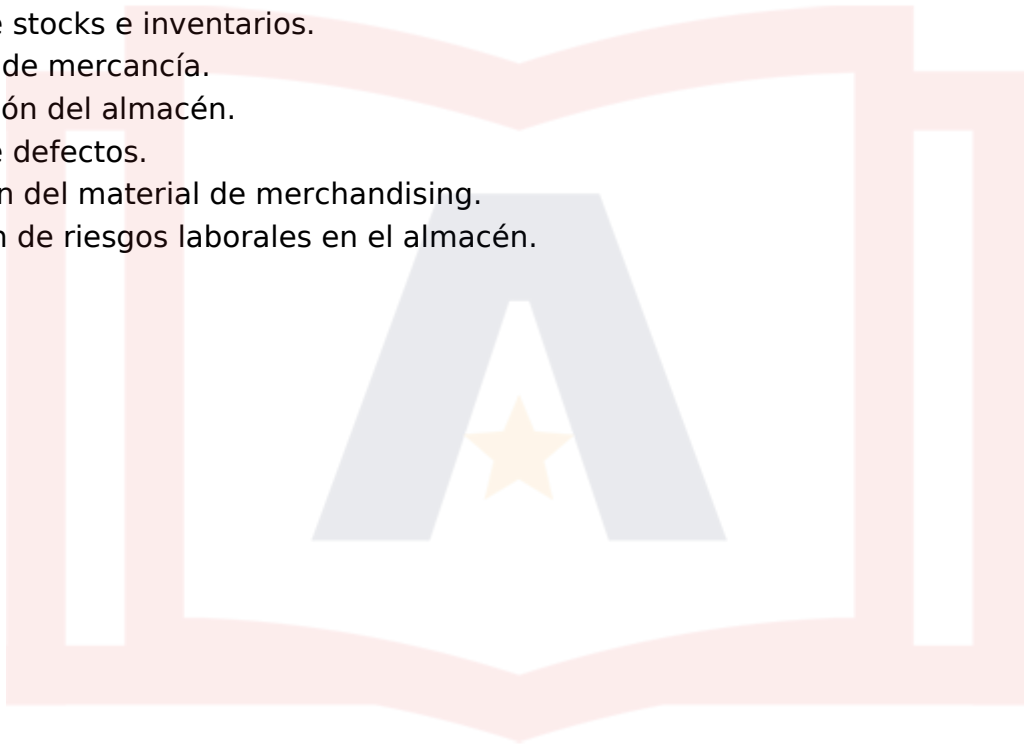 e stocks e inventarios.
de mercancía.
ón del almacén.
e defectos.
n del material de merchandising.
n de riesgos laborales en el almacén.